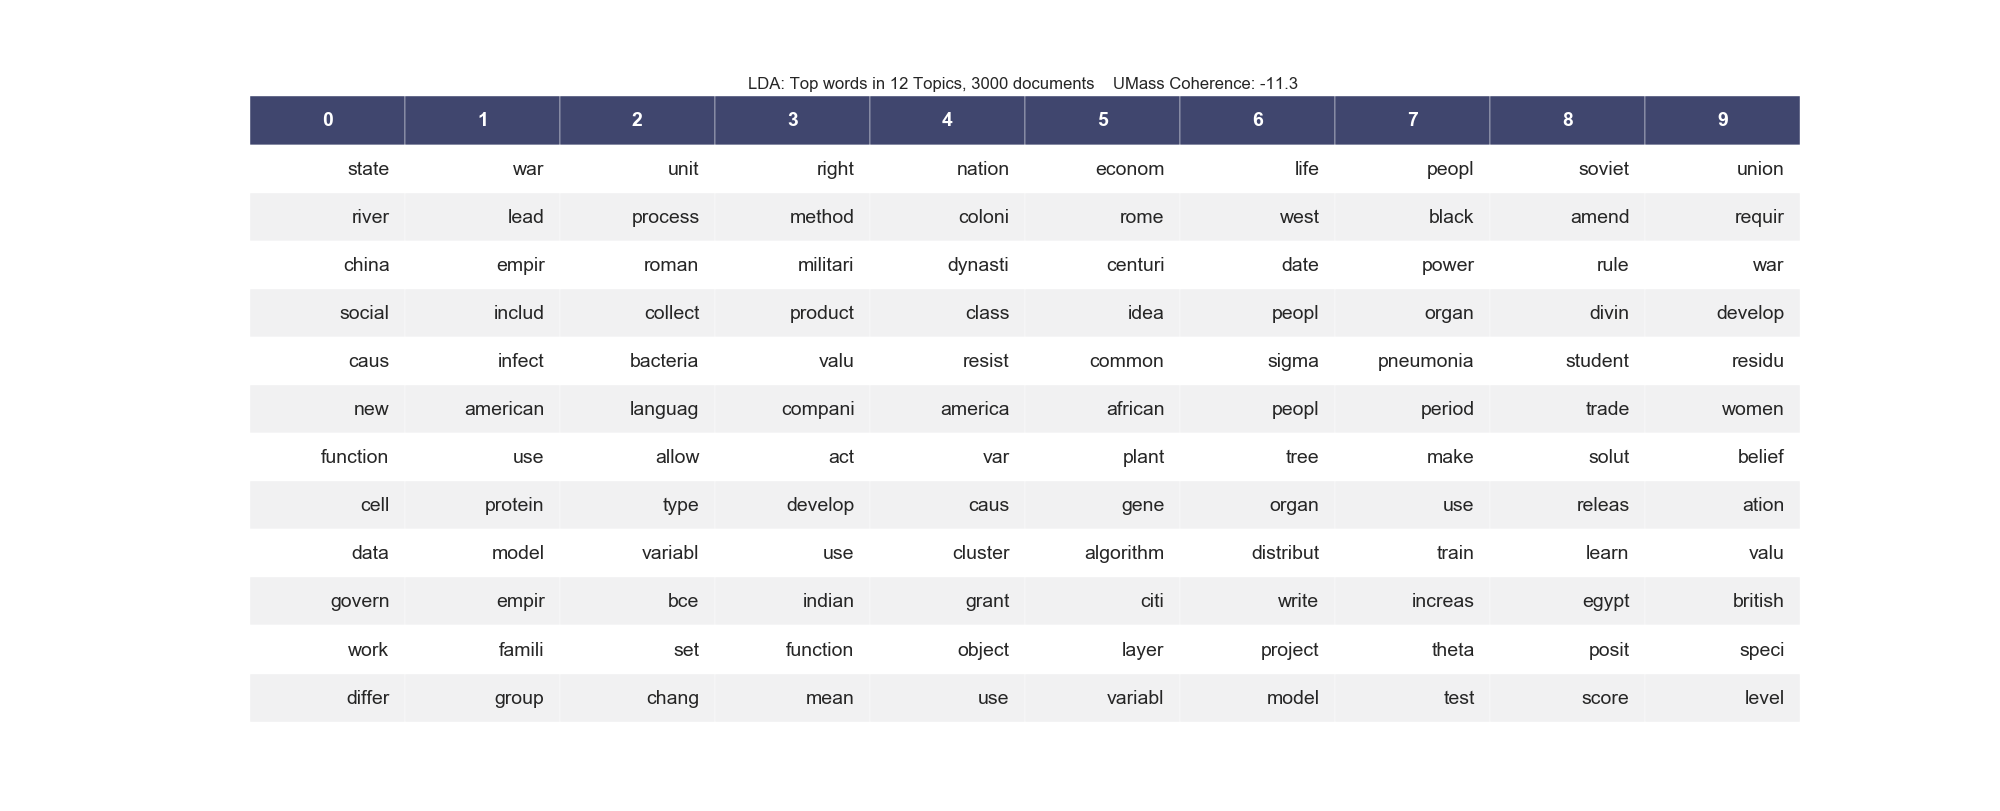 LDA: Top words in 12 Topics, 3000 documents    UMass Coherence: -11.3
0 1 2 3 4 5 6 7 8 9
state war unit right nation econom life peopl soviet union
river lead process method coloni rome west black amend requir
china empir roman militari dynasti centuri date power rule war
social includ collect product class idea peopl organ divin develop
caus infect bacteria valu resist common sigma pneumonia student residu
new american languag compani america african peopl period trade women
function use allow act var plant tree make solut belief
cell protein type develop caus gene organ use releas ation
data model variabl use cluster algorithm distribut train learn valu
govern empir bce indian grant citi write increas egypt british
work famili set function object layer project theta posit speci
differ group chang mean use variabl model test score level